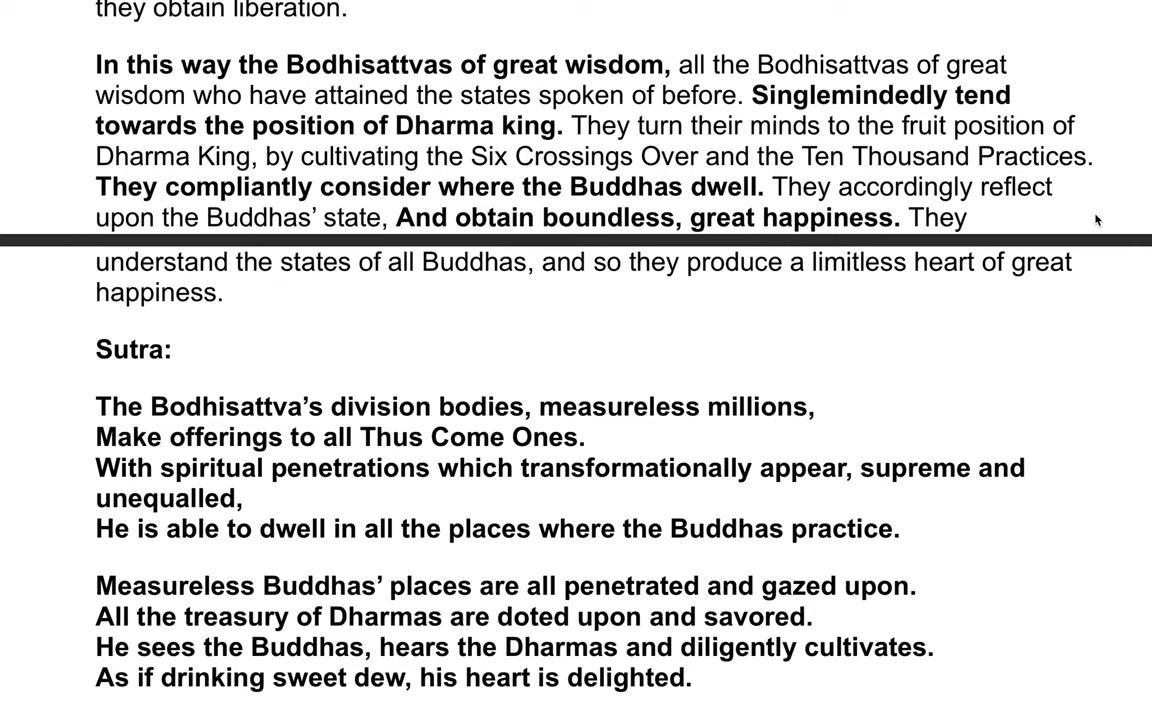 they obtain liberation.
In this way the Bodhisattvas of great wisdom, all the Bodhisattvas of great
wisdom who have attained the states spoken of before. Singlemindedly tend
towards the position of Dharma king. They turn their minds to the fruit position of
Dharma King, by cultivating the Six Crossings Over and the Ten Thousand Practices.
They compliantly consider where the Buddhas dwell. They accordingly reflect
upon the Buddhas’ state, And obtain boundless, great happiness. They
understand the states of all Buddhas, and so they produce a limitless heart of great
happiness.
Sutra:
The Bodhisattva’s division bodies, measureless millions,
Make offerings to all Thus Come Ones.
With spiritual penetrations which transformationally appear, supreme and
unequalled,
He is able to dwell in all the places where the Buddhas practice.
Measureless Buddhas’ places are all penetrated and gazed upon.
All the treasury of Dharmas are doted upon and savored.
He sees the Buddhas, hears the Dharmas and diligently cultivates.
As if drinking sweet dew, his heart is delighted.